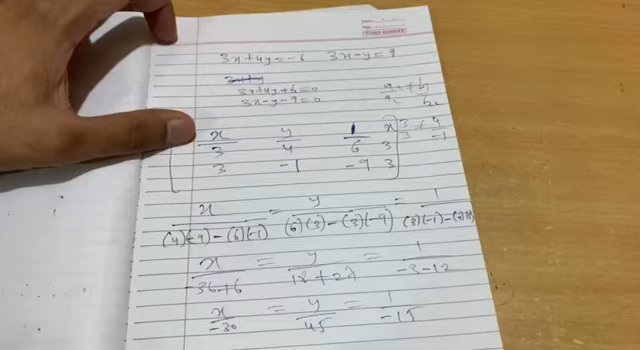 3x+4y=-6 3x-y=9
3x+4y+6=0
3x-y-9=0
a₁/a₂ ≠ b₁/b₂
x y 1 x
3 4 6 3
3 -1 -9 3
3/3 ≠ 4/-1
x = y = 1
(4)(-9)-(6)(-1) (6)(3)-(3)(-9) (3)(-1)-
x = y = 1
-36+6 18+27 -3-12
x = y = 1
-30 45 -15